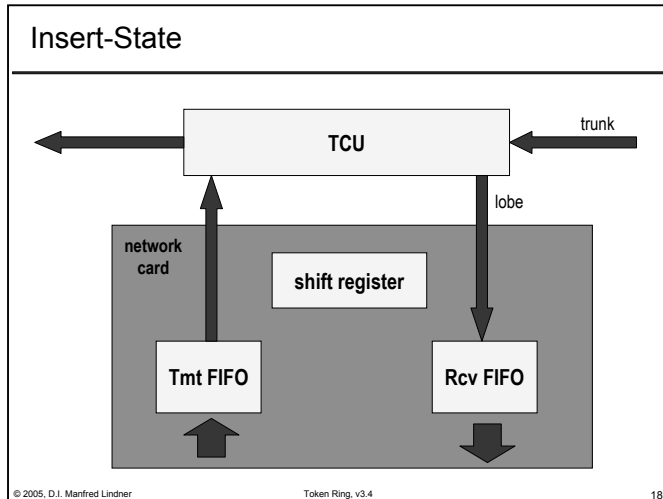 Insert-State
TCU
trunk
lobe
network
card
shift register
Tmt FIFO
Rcv FIFO
© 2005, D.I. Manfred Lindner
Token Ring, v3.4
18